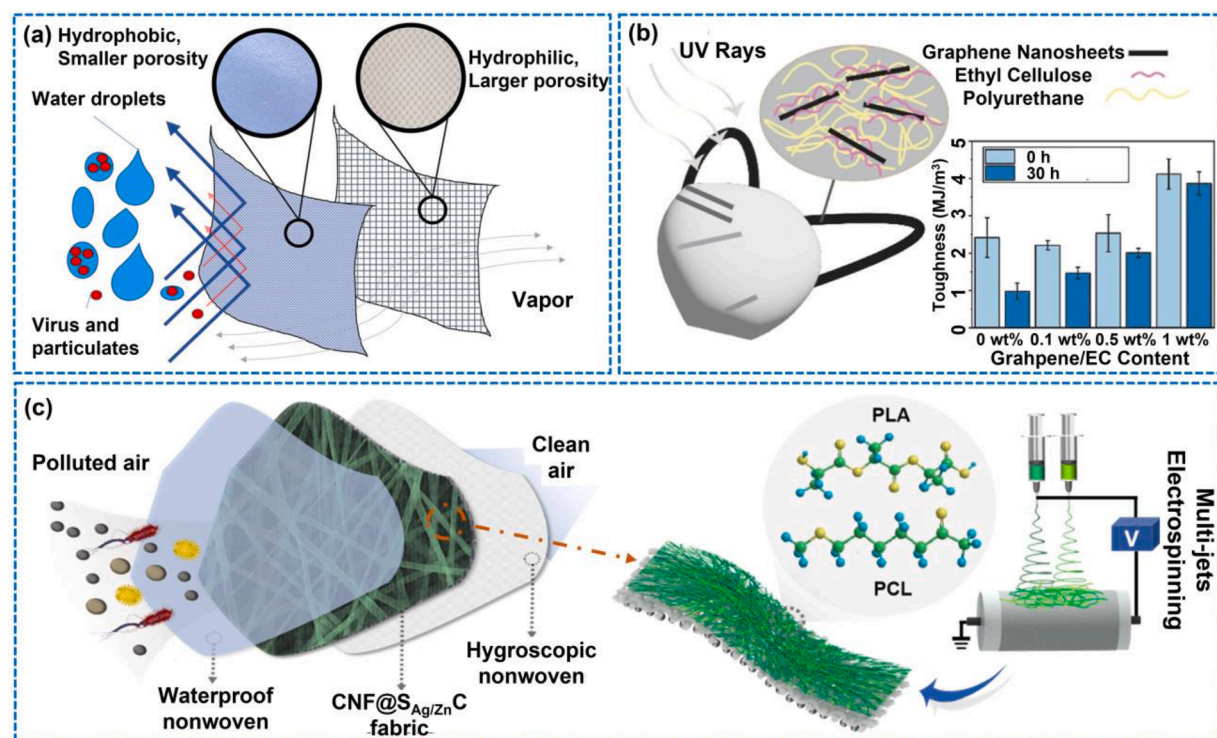 (a)
Hydrophobic,
Smaller porosity
Hydrophilic,
Larger porosity
Water droplets
Virus and
particulates
Vapor
(b)
UV Rays
Graphene Nanosheets
Ethyl Cellulose
Polyurethane
0 h
30 h
Toughness (MJ/m³)
5
4
3
2
1
0
0 wt% 0.1 wt% 0.5 wt% 1 wt%
Grahpene/EC Content
(c)
Polluted air
Clean
air
Waterproof
nonwoven
CNF@SAg/ZnC
fabric
Hygroscopic
nonwoven
PLA
PCL
V
Multi-jets
Electrospinning